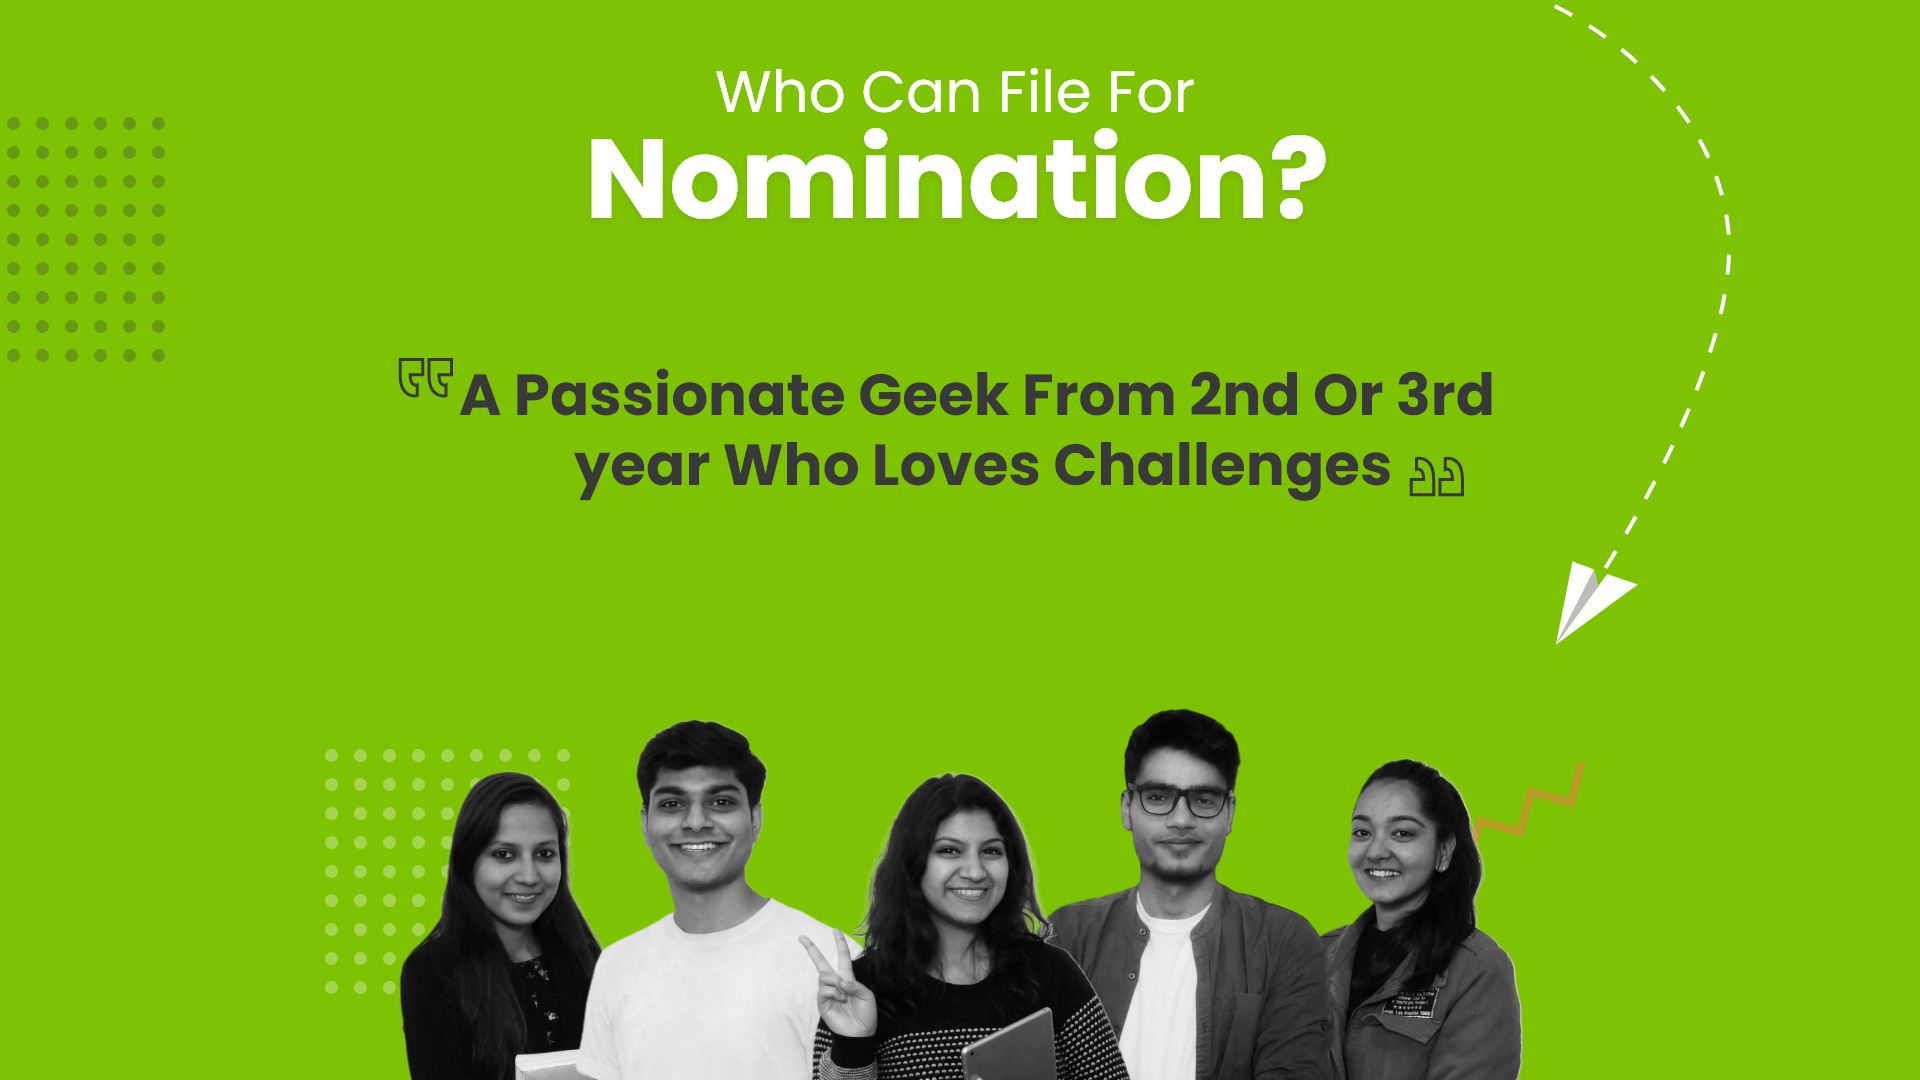 Who Can File For
Nomination?
A Passionate Geek From 2nd Or 3rd
year Who Loves Challenges